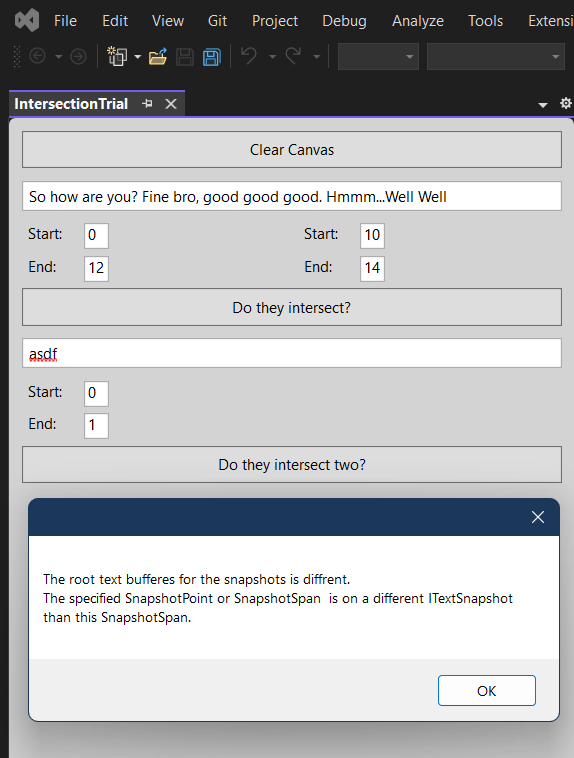 File Edit View Git Project Debug Analyze Tools Extensi
IntersectionTrial
Clear Canvas
So how are you? Fine bro, good good good. Hmmm...Well Well
Start: 0 Start: 10
End: 12 End: 14
Do they intersect?
asdf
Start: 0
End: 1
Do they intersect two?
The root text bufferes for the snapshots is diffrent.
The specified SnapshotPoint or SnapshotSpan  is on a different ITextSnapshot
than this SnapshotSpan.
OK